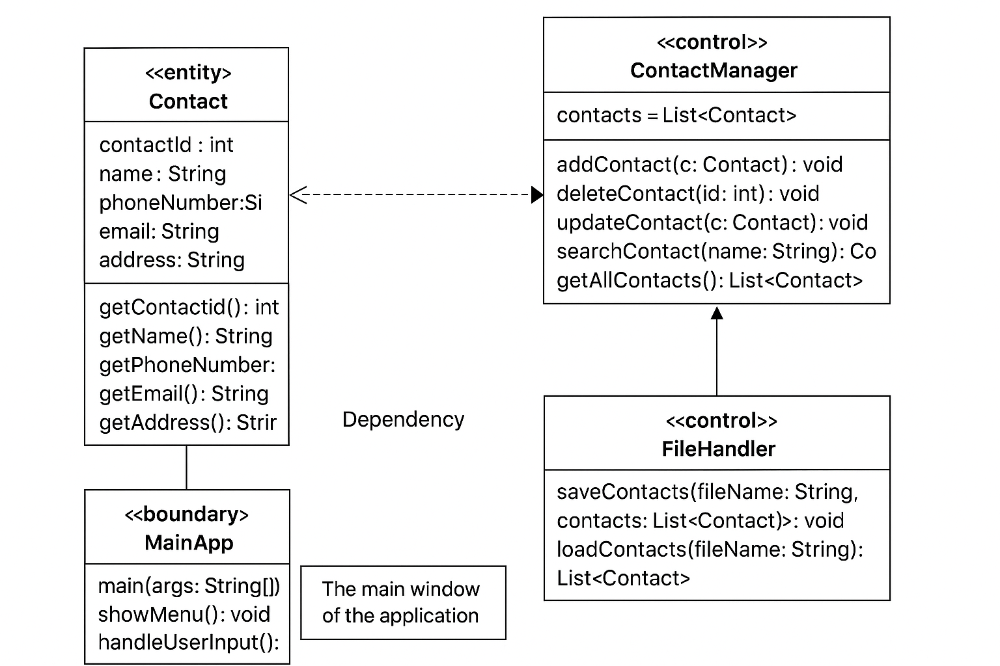 <<entity>
Contact
contactId : int
name : String
phoneNumber:Si
email: String
address: String
getContactid(): int
getName(): String
getPhoneNumber:
getEmail(): String
getAddress(): Strir
<<boundary>
MainApp
main(args: String[])
showMenu(): void
handleUserInput():
Dependency
The main window
of the application
<<control>>
ContactManager
contacts = List<Contact>
addContact(c: Contact) : void
deleteContact(id: int) : void
updateContact(c: Contact) : void
searchContact(name: String): Co
getAllContacts(): List<Contact>
<<control>>
FileHandler
saveContacts(fileName: String,
contacts: List<Contact)>: void
loadContacts(fileName: String):
List<Contact>